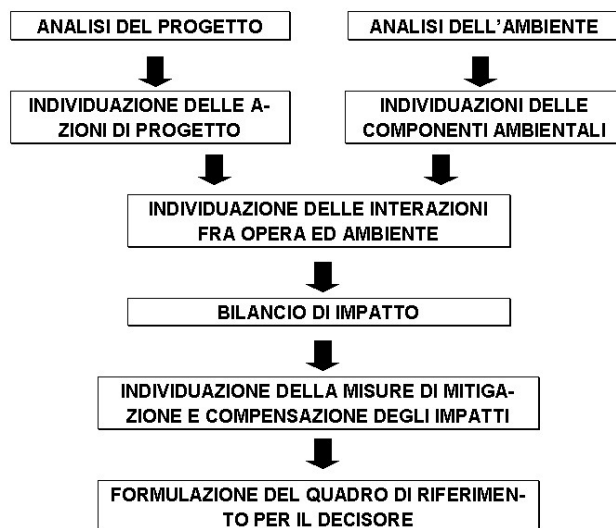 ANALISI DEL PROGETTO
ANALISI DELL'AMBIENTE
INDIVIDUAZIONE DELLE A-
ZIONI DI PROGETTO
INDIVIDUAZIONI DELLE
COMPONENTI AMBIENTALI
INDIVIDUAZIONE DELLE INTERAZIONI
FRA OPERA ED AMBIENTE
BILANCIO DI IMPATTO
INDIVIDUAZIONE DELLA MISURE DI MITIGA-
ZIONE E COMPENSAZIONE DEGLI IMPATTI
FORMULAZIONE DEL QUADRO DI RIFERIMEN-
TO PER IL DECISORE